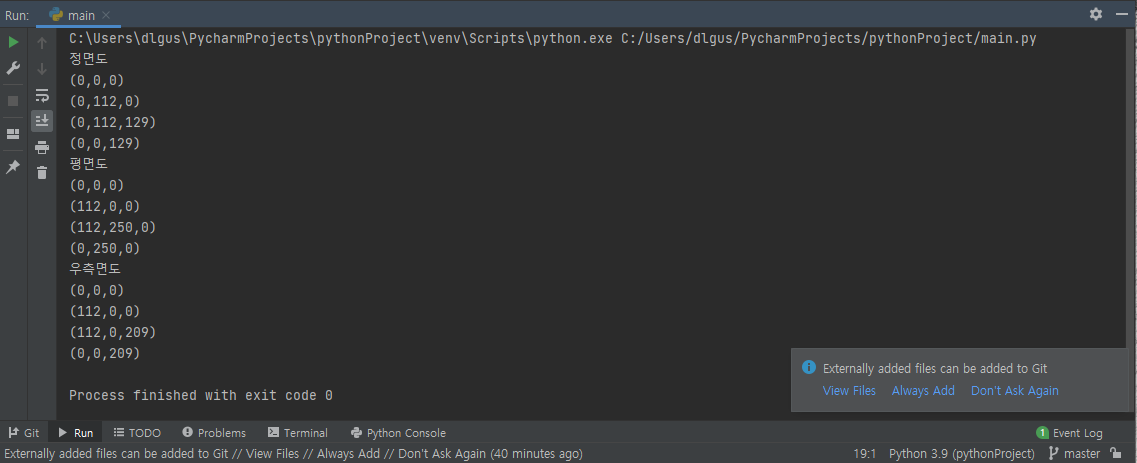 Run: main
C:\Users\dlgus\PycharmProjects\pythonProject\venv\Scripts\python.exe C:/Users/dlgus/PycharmProjects/pythonProject/main.py
정면도
(0,0,0)
(0,112,0)
(0,112,129)
(0,0,129)
평면도
(0,0,0)
(112,0,0)
(112,250,0)
(0,250,0)
우측면도
(0,0,0)
(112,0,0)
(112,0,209)
(0,0,209)
Process finished with exit code 0
Externally added files can be added to Git
View Files Always Add Don't Ask Again
Git Run TODO Problems Terminal Python Console 1 Event Log
Externally added files can be added to Git // View Files // Always Add // Don't Ask Again (40 minutes ago) 19:1 Python 3.9 (pythonProject) master